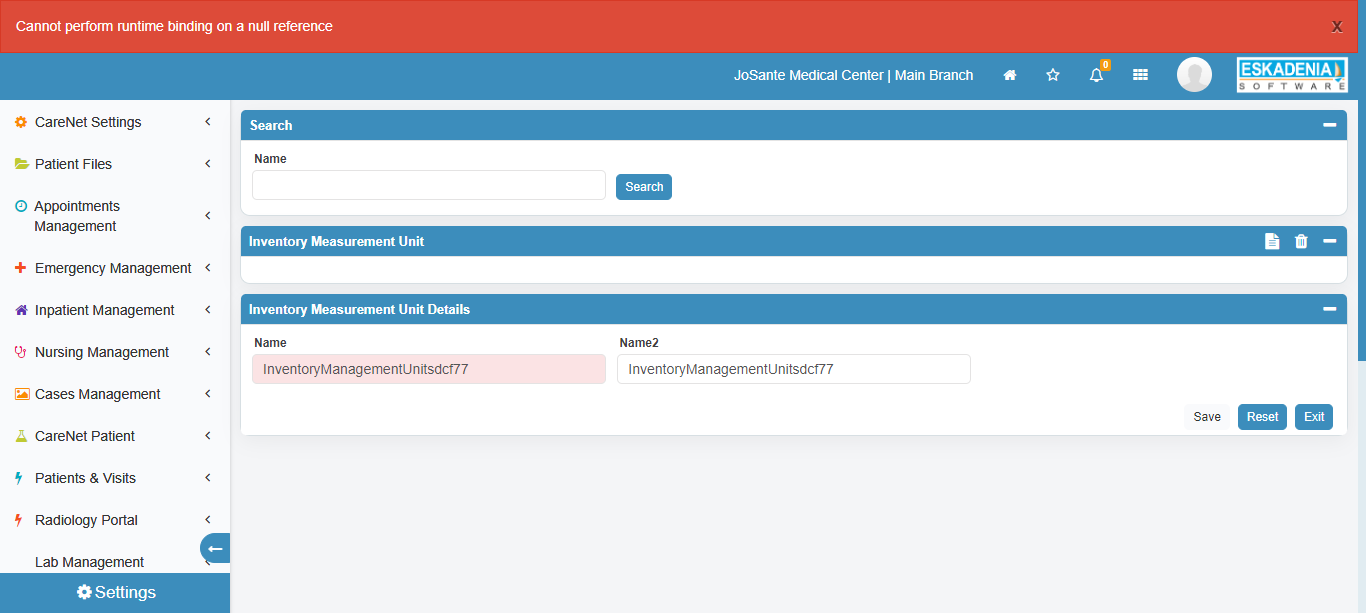 Cannot perform runtime binding on a null reference
X
JoSante Medical Center | Main Branch
0
ESKADENIA
SOFTWARE
CareNet Settings
Patient Files
Appointments
Management
Emergency Management
Inpatient Management
Nursing Management
Cases Management
CareNet Patient
Patients & Visits
Radiology Portal
Lab Management
Settings
Search
Name
Search
Inventory Measurement Unit
Inventory Measurement Unit Details
Name Name2
InventoryManagementUnitsdcf77 InventoryManagementUnitsdcf77
Save Reset Exit